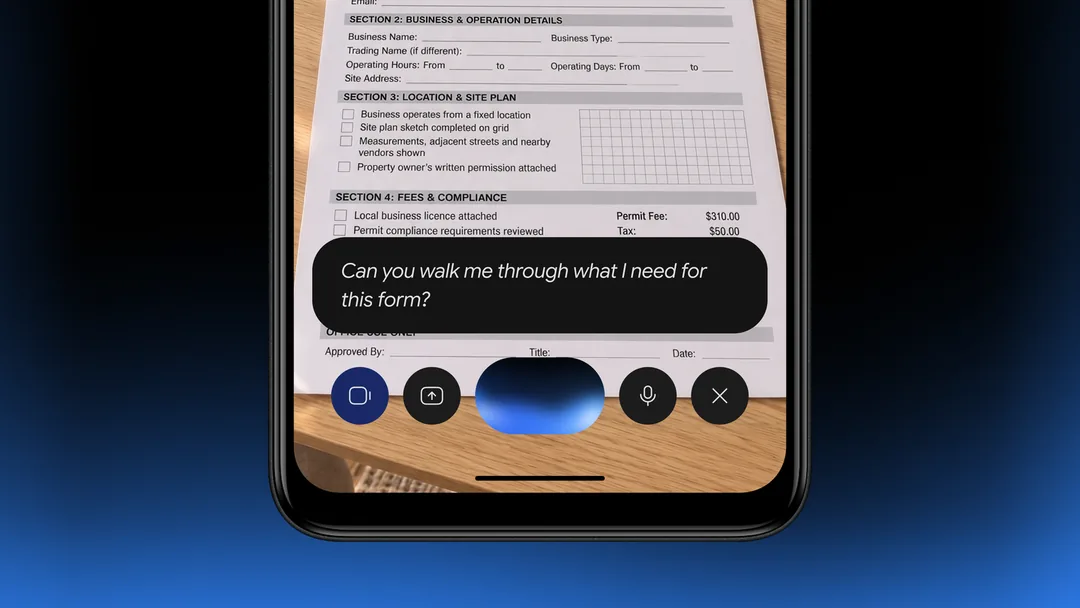 Email:
SECTION 2: BUSINESS & OPERATION DETAILS
Business Name: Business Type:
Trading Name (if different):
Operating Hours: From to Operating Days: From to
Site Address:
SECTION 3: LOCATION & SITE PLAN
Business operates from a fixed location
Site plan sketch completed on grid
Measurements, adjacent streets and nearby
vendors shown
Property owner's written permission attached
SECTION 4: FEES & COMPLIANCE
Local business licence attached Permit Fee: $310.00
Permit compliance requirements reviewed Tax: $50.00
Can you walk me through what I need for
this form?
OFFICE USE ONLY
Approved By: Title: Date: